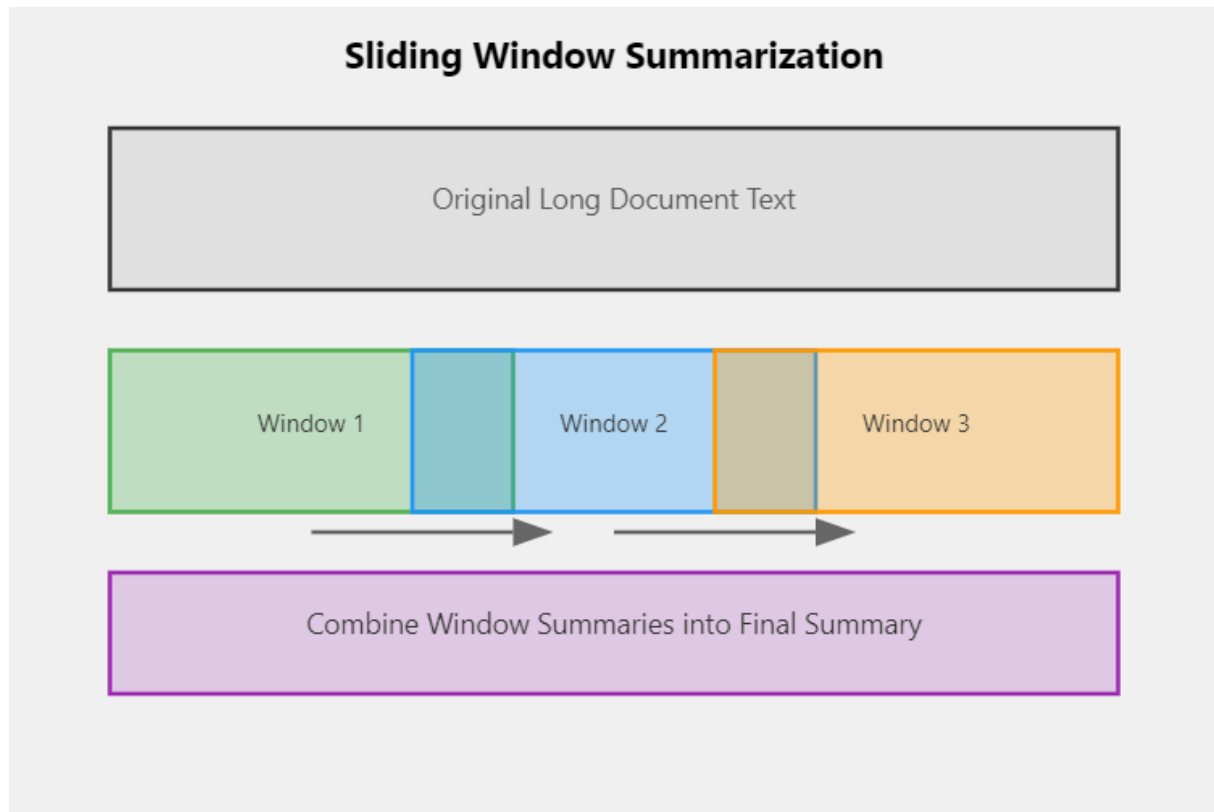 Sliding Window Summarization
Original Long Document Text
Window 1
Window 2
Window 3
Combine Window Summaries into Final Summary